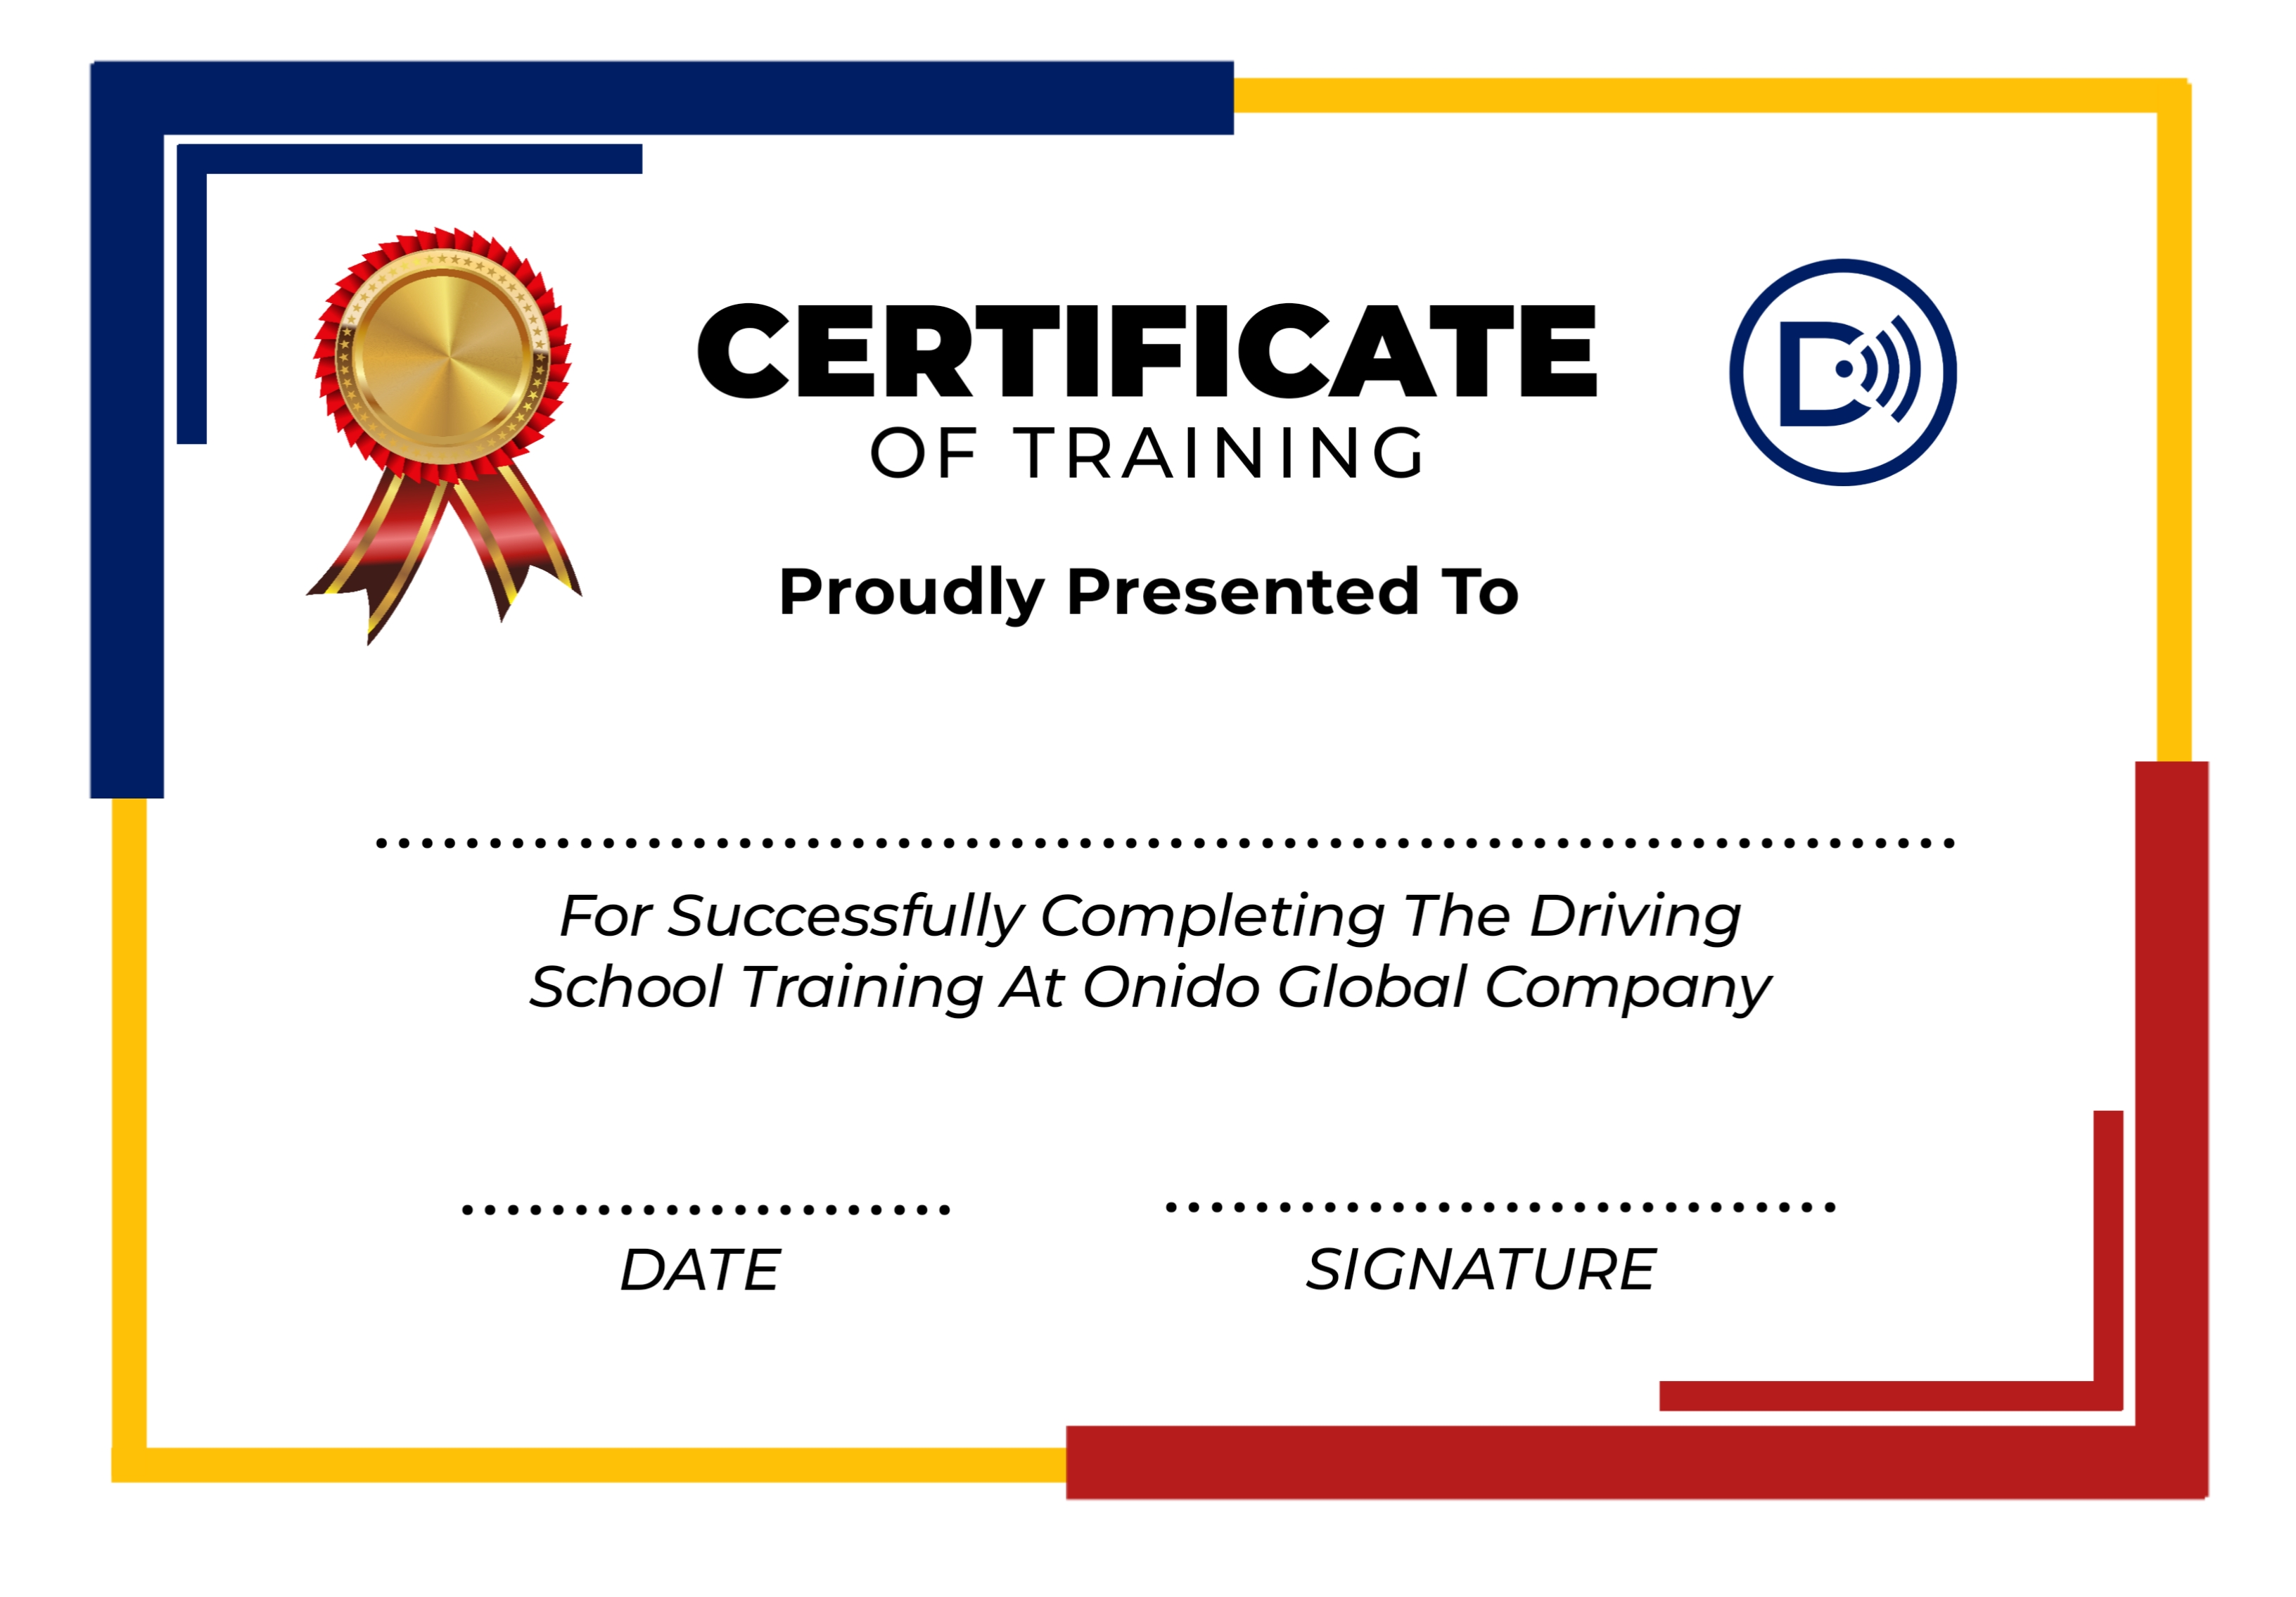 CERTIFICATE
OF TRAINING
Proudly Presented To
For Successfully Completing The Driving
School Training At Onido Global Company
DATE
SIGNATURE